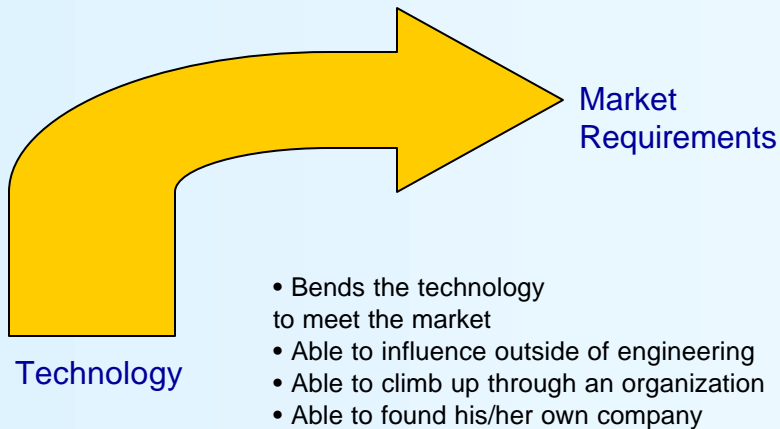 Market
Requirements
Technology
• Bends the technology
to meet the market
• Able to influence outside of engineering
• Able to climb up through an organization
• Able to found his/her own company